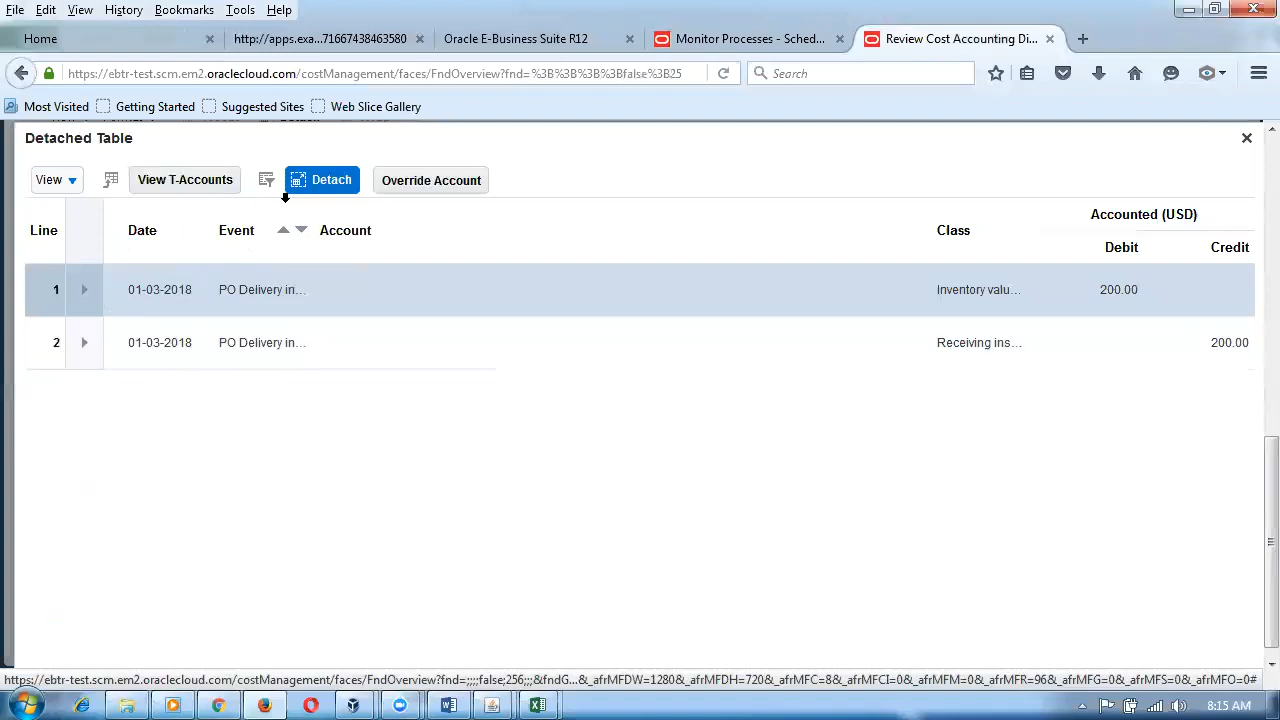 File Edit View History Bookmarks Tools Help
Home http://apps.exa...71667438463580 Oracle E-Business Suite R12 Monitor Processes - Sched... Review Cost Accounting Di...
https://ebtr-test.scm.em2.oraclecloud.com/costManagement/faces/FndOverview?fnd=%3B%3B%3B%3Bfalse%3B25 Search
Most Visited Getting Started Suggested Sites Web Slice Gallery
Detached Table
View View T-Accounts Detach Override Account
Accounted (USD)
Line Date Event Account Class
Debit Credit
1 01-03-2018 PO Delivery in... Inventory valu... 200.00
2 01-03-2018 PO Delivery in... Receiving ins... 200.00
https://ebtr-test.scm.em2.oraclecloud.com/costManagement/faces/FndOverview?fnd=;;;;false;256;;;&fndG..._afrMFDW=1280&_afrMFDH=720&_afrMFC=8&_afrMFCI=0&_afrMFM=0&_afrMFR=96&_afrMFG=0&_afrMFS=0&_afrMFO=0#
8:15 AM